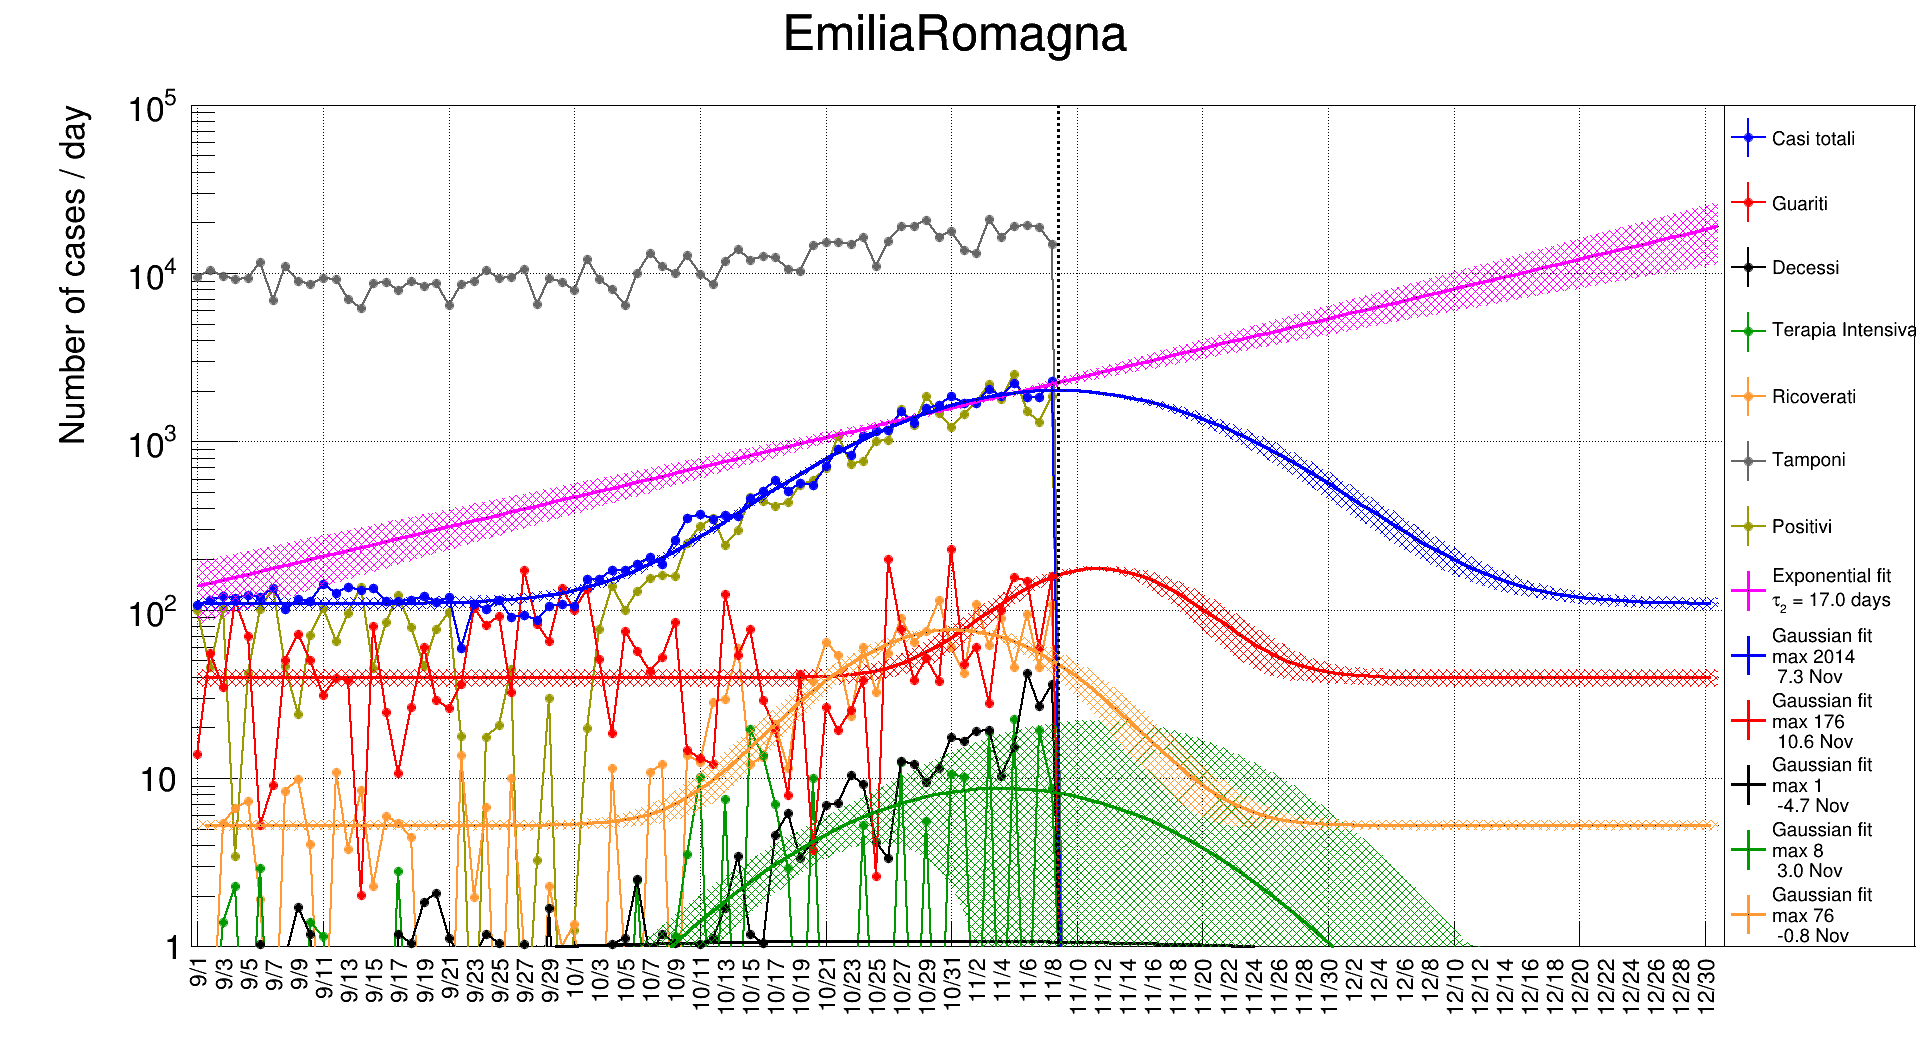 EmiliaRomagna
Number of cases / day
10^5
10^4
10^3
10^2
10
1
9/1 9/3 9/5 9/7 9/9 9/11 9/13 9/15 9/17 9/19 9/21 9/23 9/25 9/27 9/29 10/1 10/3 10/5 10/7 10/9 10/11 10/13 10/15 10/17 10/19 10/21 10/23 10/25 10/27 10/29 10/31 11/2 11/4 11/6 11/8 11/10 11/12 11/14 11/16 11/18 11/20 11/22 11/24 11/26 11/28 11/30 12/2 12/4 12/6 12/8 12/10 12/12 12/14 12/16 12/18 12/20 12/22 12/24 12/26 12/28 12/30
Casi totali
Guariti
Decessi
Terapia Intensiva
Ricoverati
Tamponi
Positivi
Exponential fit
τ2 = 17.0 days
Gaussian fit
max 2014
7.3 Nov
Gaussian fit
max 176
10.6 Nov
Gaussian fit
max 1
-4.7 Nov
Gaussian fit
max 8
3.0 Nov
Gaussian fit
max 76
-0.8 Nov